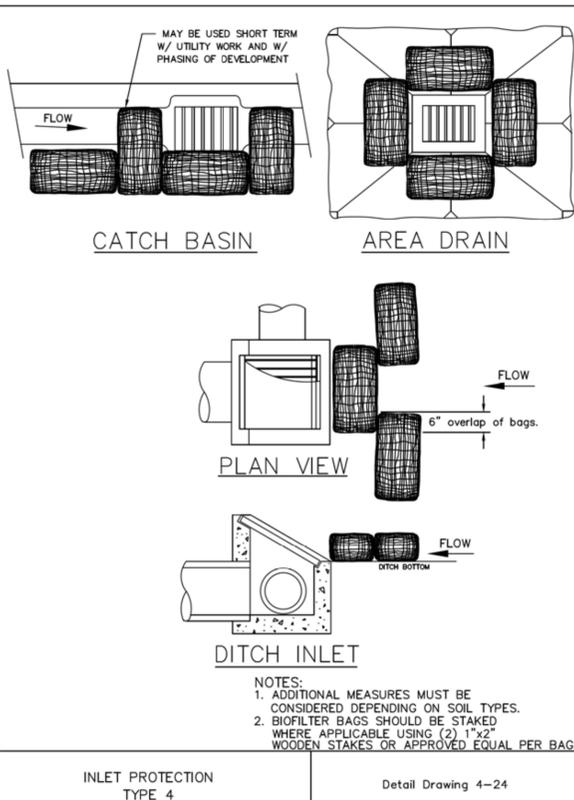 MAY BE USED SHORT TERM
W/ UTILITY WORK AND W/
PHASING OF DEVELOPMENT
FLOW
CATCH BASIN
AREA DRAIN
FLOW
6" overlap of bags.
PLAN VIEW
FLOW
DITCH BOTTOM
DITCH INLET
NOTES:
1. ADDITIONAL MEASURES MUST BE
CONSIDERED DEPENDING ON SOIL TYPES.
2. BIOFILTER BAGS SHOULD BE STAKED
WHERE APPLICABLE USING (2) 1"x2"
WOODEN STAKES OR APPROVED EQUAL PER BAG
INLET PROTECTION
TYPE 4
Detail Drawing 4-24